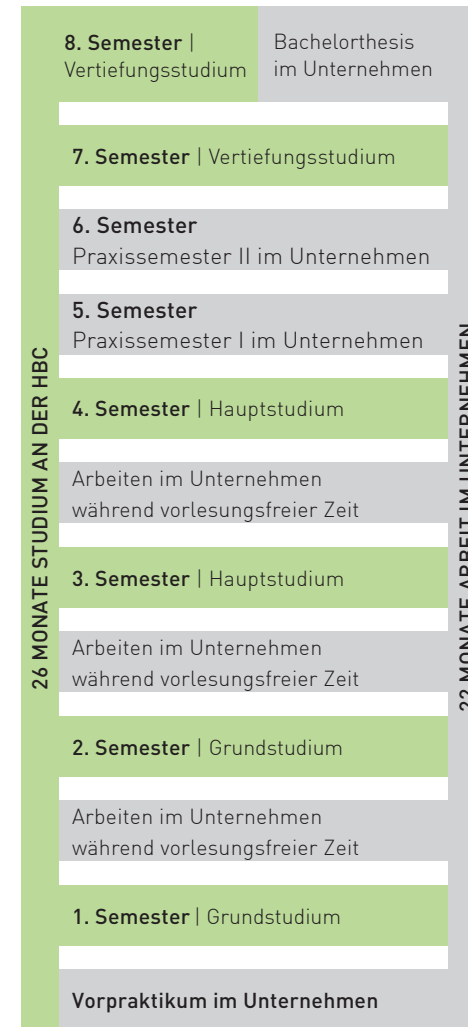 8. Semester |
Vertiefungsstudium
Bachelorthesis
im Unternehmen
7. Semester | Vertiefungsstudium
6. Semester
Praxissemester II im Unternehmen
5. Semester
Praxissemester I im Unternehmen
4. Semester | Hauptstudium
Arbeiten im Unternehmen
während vorlesungsfreier Zeit
3. Semester | Hauptstudium
Arbeiten im Unternehmen
während vorlesungsfreier Zeit
2. Semester | Grundstudium
Arbeiten im Unternehmen
während vorlesungsfreier Zeit
1. Semester | Grundstudium
Vorpraktikum im Unternehmen
26 MONATE STUDIUM AN DER HBC
22 MONATE ARBEIT IM UNTERNEHMEN